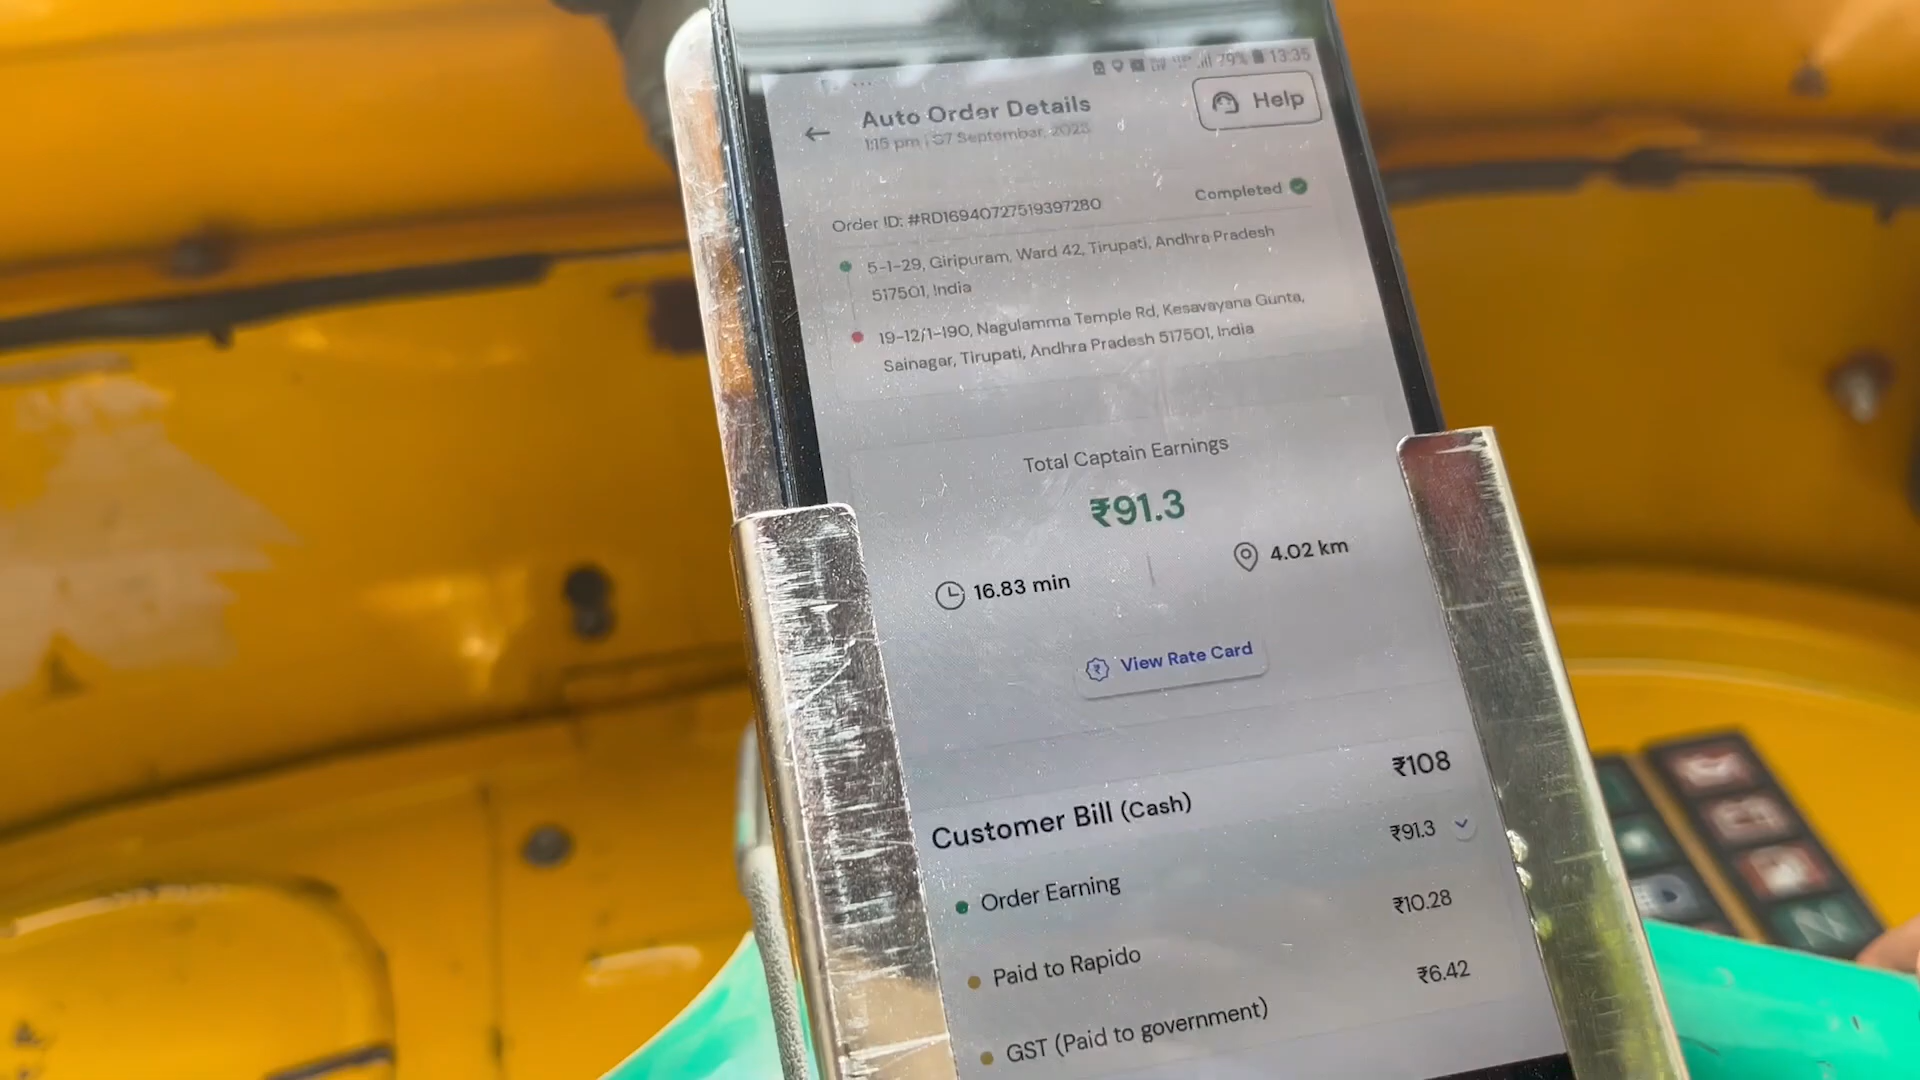 79% 13:35
Auto Order Details
Help
1:15 pm | 07 September, 2023
Order ID: #RD16940727519397280
Completed
5-1-29, Giripuram, Ward 42, Tirupati, Andhra Pradesh
517501, India
19-12/1-190, Nagulamma Temple Rd, Kesavayana Gunta,
Sainagar, Tirupati, Andhra Pradesh 517501, India
Total Captain Earnings
₹91.3
16.83 min
4.02 km
View Rate Card
Customer Bill (Cash) ₹108
Order Earning ₹91.3
Paid to Rapido ₹10.28
GST (Paid to government) ₹6.42